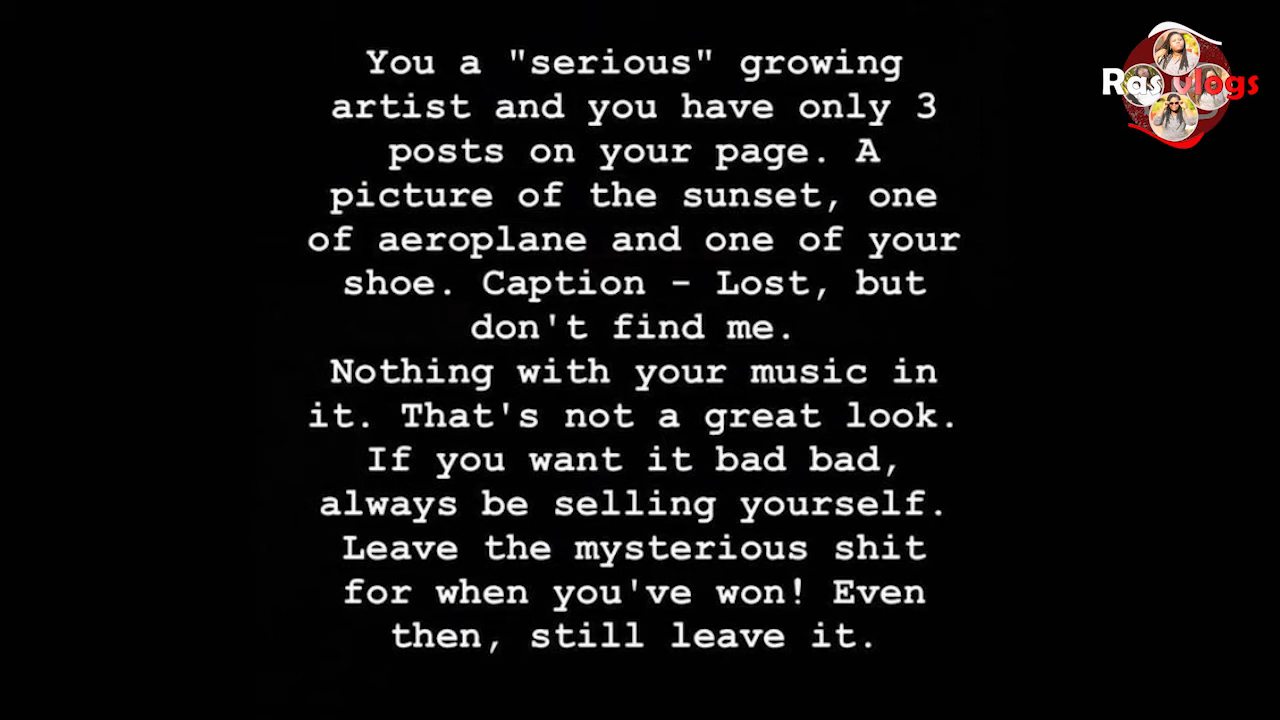 You a "serious" growing
artist and you have only 3
posts on your page. A
picture of the sunset, one
of aeroplane and one of your
shoe. Caption - Lost, but
don't find me.
Nothing with your music in
it. That's not a great look.
If you want it bad bad,
always be selling yourself.
Leave the mysterious shit
for when you've won! Even
then, still leave it.
Ras vlogs